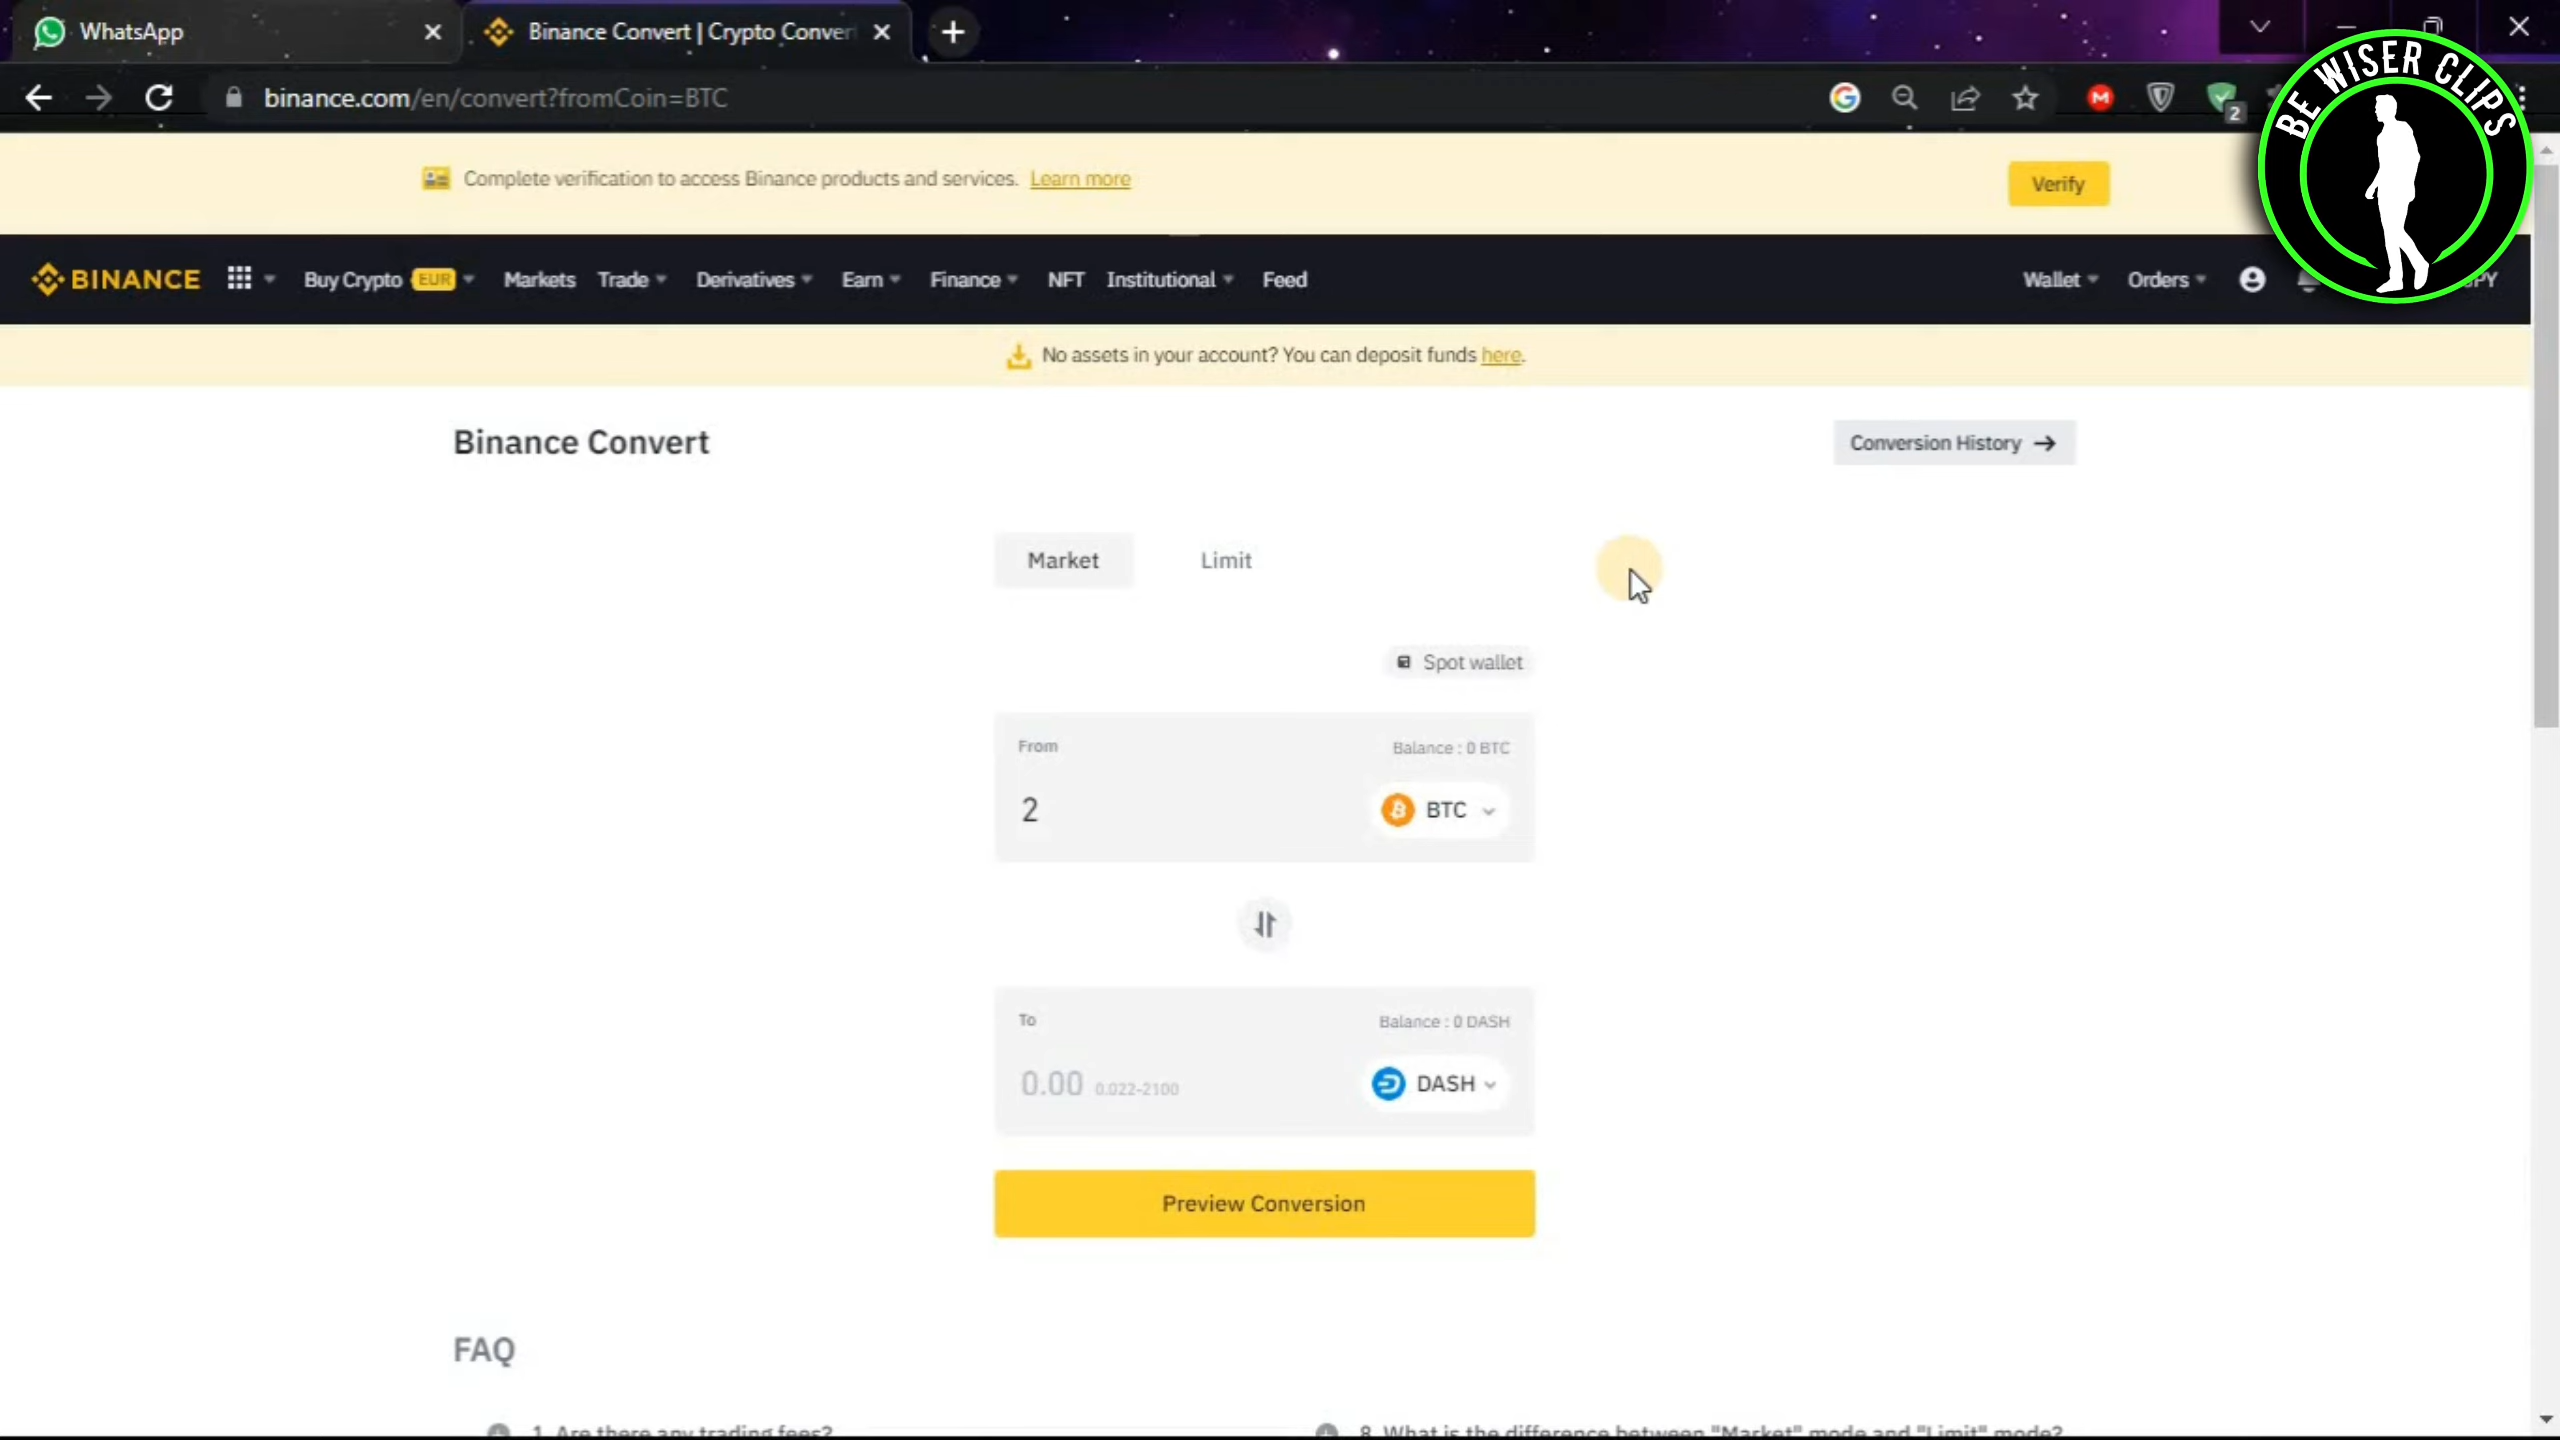 WhatsApp
Binance Convert | Crypto Conver
binance.com/en/convert?fromCoin=BTC
2
BE WISER CLIPS
Complete verification to access Binance products and services. Learn more
Verify
BINANCE
Buy Crypto EUR
Markets
Trade
Derivatives
Earn
Finance
NFT
Institutional
Feed
Wallet
Orders
No assets in your account? You can deposit funds here.
Binance Convert
Conversion History →
Market
Limit
Spot wallet
From
Balance : 0 BTC
2
BTC
To
Balance : 0 DASH
0.00 0.022-2100
DASH
Preview Conversion
FAQ
1. Are there any trading fees?
8. What is the difference between "Market" mode and "Limit" mode?